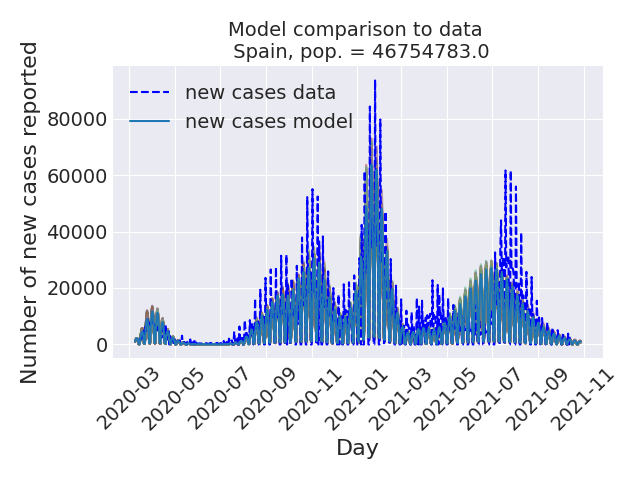 Model comparison to data
Spain, pop. = 46754783.0
Number of new cases reported
new cases data
new cases model
80000
60000
40000
20000
0
2020-03
2020-05
2020-07
2020-09
2020-11
2021-01
2021-03
2021-05
2021-07
2021-09
2021-11
Day